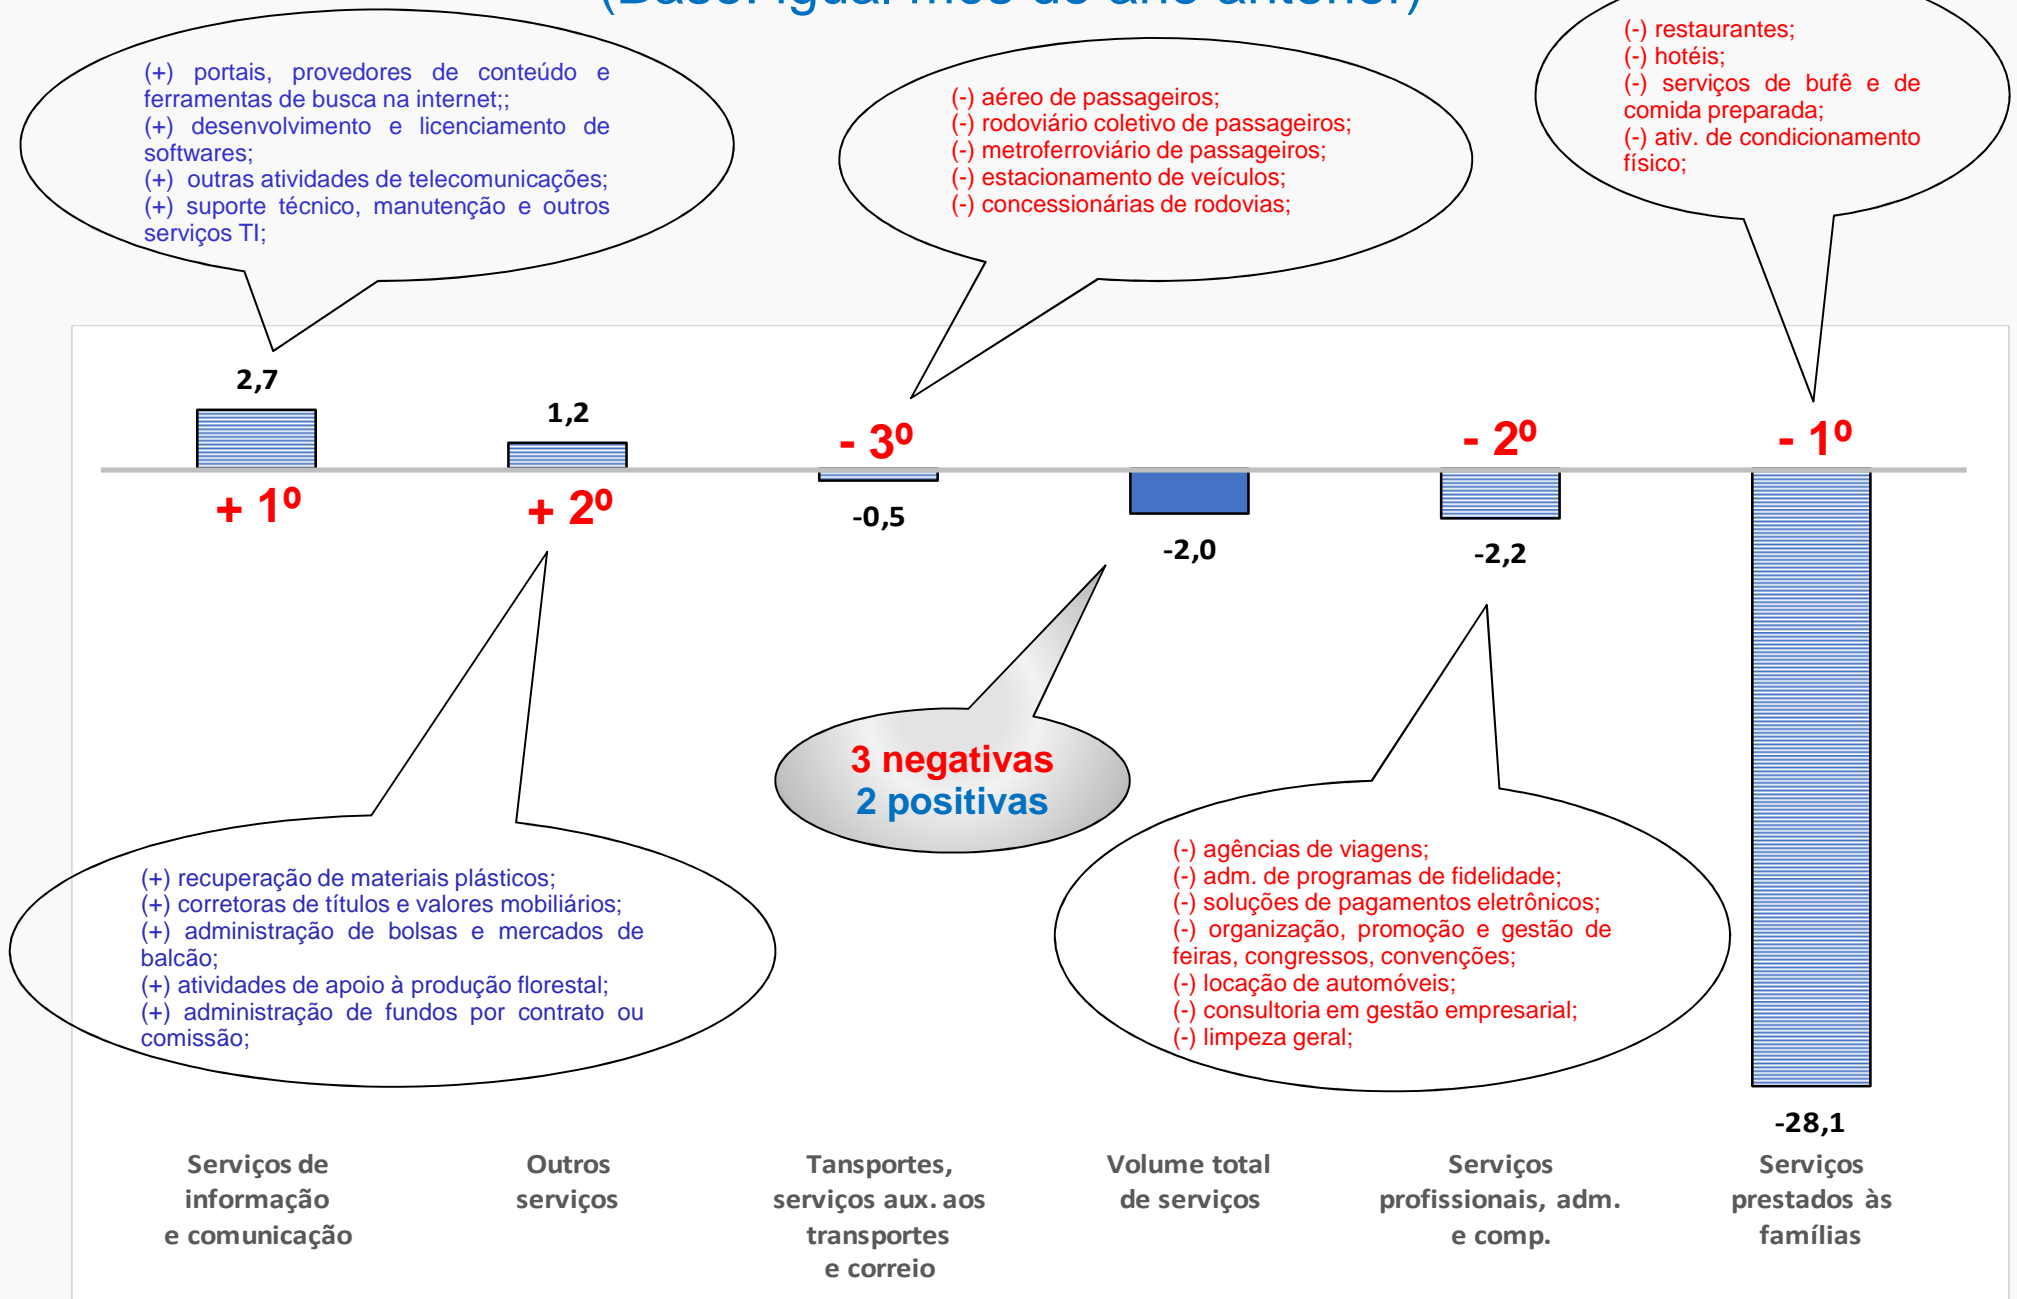 (Base: igual mês do ano anterior)
(+) portais, provedores de conteúdo e
ferramentas de busca na internet;;
(+) desenvolvimento e licenciamento de
softwares;
(+) outras atividades de telecomunicações;
(+) suporte técnico, manutenção e outros
serviços TI;
(-) aéreo de passageiros;
(-) rodoviário coletivo de passageiros;
(-) metroferroviário de passageiros;
(-) estacionamento de veículos;
(-) concessionárias de rodovias;
(-) restaurantes;
(-) hotéis;
(-) serviços de bufê e de
comida preparada;
(-) ativ. de condicionamento
físico;
2,7
1,2
- 3º
- 2º
- 1º
+ 1º
+ 2º
-0,5
-2,0
-2,2
3 negativas
2 positivas
(+) recuperação de materiais plásticos;
(+) corretoras de títulos e valores mobiliários;
(+) administração de bolsas e mercados de
balcão;
(+) atividades de apoio à produção florestal;
(+) administração de fundos por contrato ou
comissão;
(-) agências de viagens;
(-) adm. de programas de fidelidade;
(-) soluções de pagamentos eletrônicos;
(-) organização, promoção e gestão de
feiras, congressos, convenções;
(-) locação de automóveis;
(-) consultoria em gestão empresarial;
(-) limpeza geral;
-28,1
Serviços de
informação
e comunicação
Outros
serviços
Tansportes,
serviços aux. aos
transportes
e correio
Volume total
de serviços
Serviços
profissionais, adm.
e comp.
Serviços
prestados às
famílias